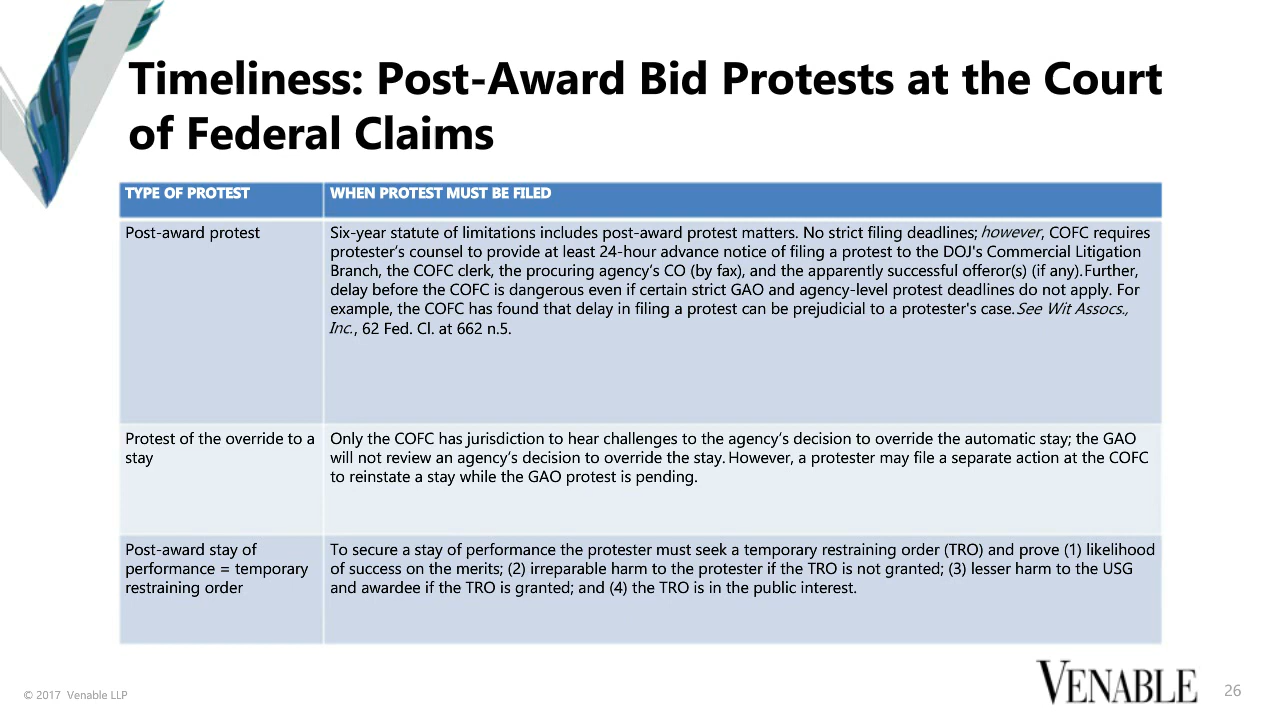 Timeliness: Post-Award Bid Protests at the Court
of Federal Claims
TYPE OF PROTEST
WHEN PROTEST MUST BE FILED
Post-award protest
Six-year statute of limitations includes post-award protest matters. No strict filing deadlines; however, COFC requires
protester's counsel to provide at least 24-hour advance notice of filing a protest to the DOJ's Commercial Litigation
Branch, the COFC clerk, the procuring agency's CO (by fax), and the apparently successful offeror(s) (if any). Further,
delay before the COFC is dangerous even if certain strict GAO and agency-level protest deadlines do not apply. For
example, the COFC has found that delay in filing a protest can be prejudicial to a protester's case. See Wit Assocs.,
Inc., 62 Fed. Cl. at 662 n.5.
Protest of the override to a
stay
Only the COFC has jurisdiction to hear challenges to the agency's decision to override the automatic stay; the GAO
will not review an agency's decision to override the stay. However, a protester may file a separate action at the COFC
to reinstate a stay while the GAO protest is pending.
Post-award stay of
performance = temporary
restraining order
To secure a stay of performance the protester must seek a temporary restraining order (TRO) and prove (1) likelihood
of success on the merits; (2) irreparable harm to the protester if the TRO is not granted; (3) lesser harm to the USG
and awardee if the TRO is granted; and (4) the TRO is in the public interest.
© 2017 Venable LLP
VENABLE
26